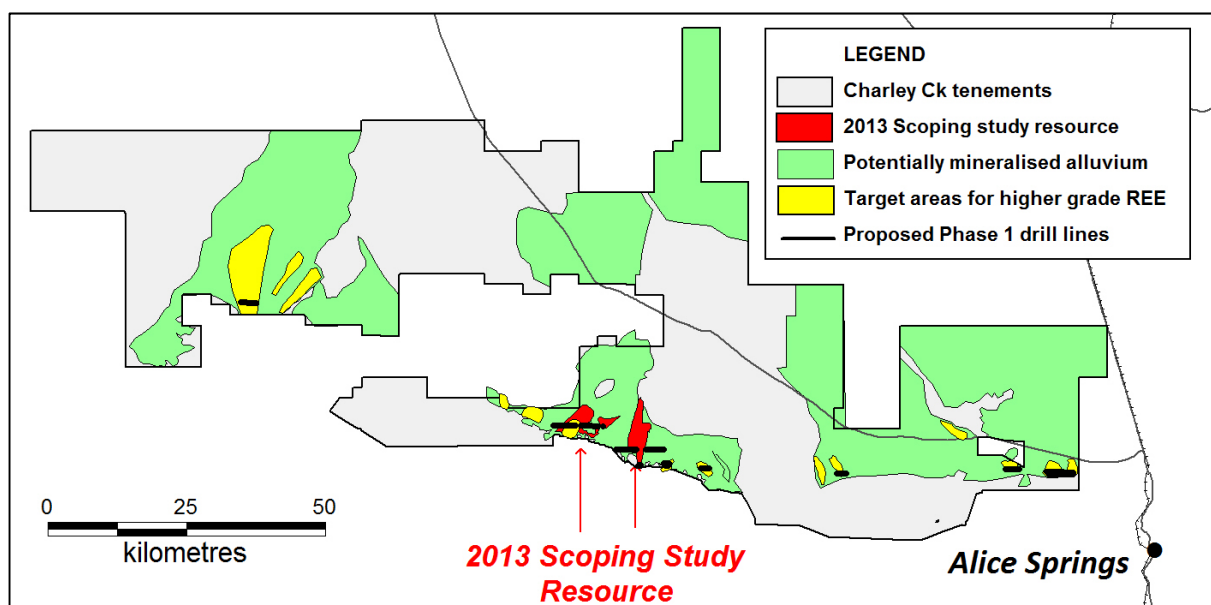 LEGEND
Charley Ck tenements
2013 Scoping study resource
Potentially mineralised alluvium
Target areas for higher grade REE
Proposed Phase 1 drill lines
0 25 50
kilometres
2013 Scoping Study
Resource
Alice Springs